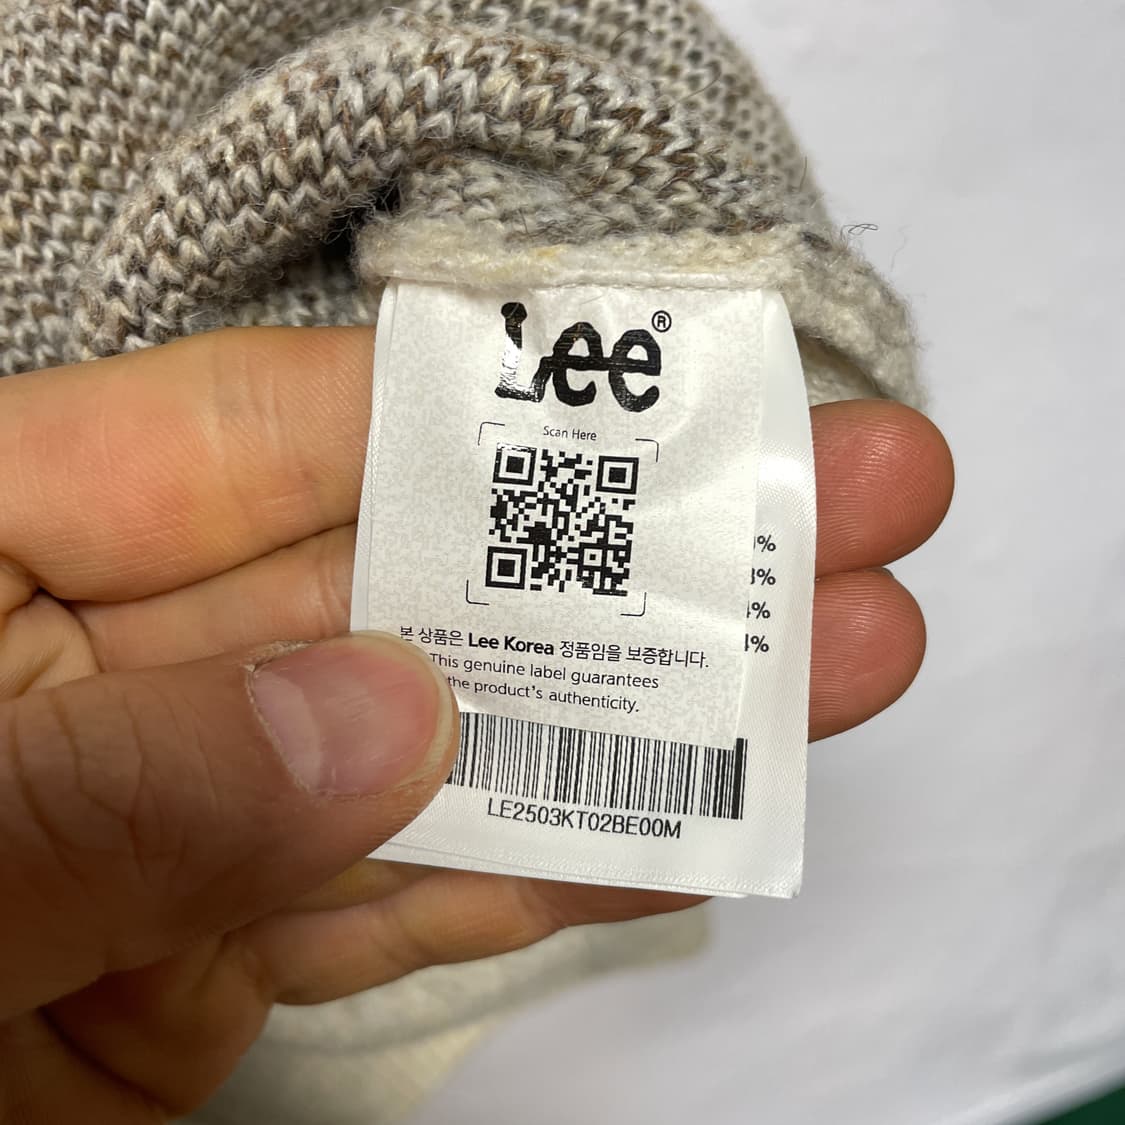 Lee®
Scan Here
%
%
%
4%
본 상품은 Lee Korea 정품임을 보증합니다.
This genuine label guarantees
the product's authenticity.
LE2503KT02BE00M